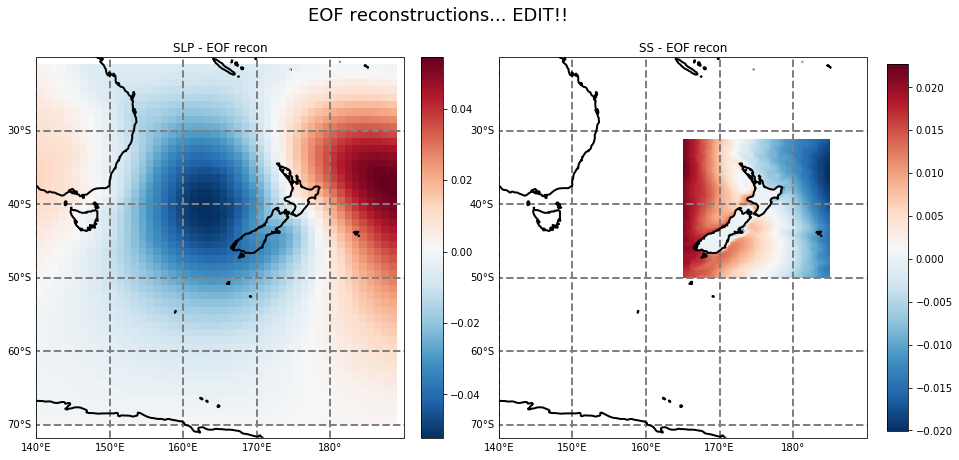 EOF reconstructions... EDIT!!
SLP - EOF recon
30°S
40°S
50°S
60°S
70°S
140°E 150°E 160°E 170°E 180°
0.04
0.02
0.00
−0.02
−0.04
SS - EOF recon
30°S
40°S
50°S
60°S
70°S
140°E 150°E 160°E 170°E 180°
0.020
0.015
0.010
0.005
0.000
−0.005
−0.010
−0.015
−0.020